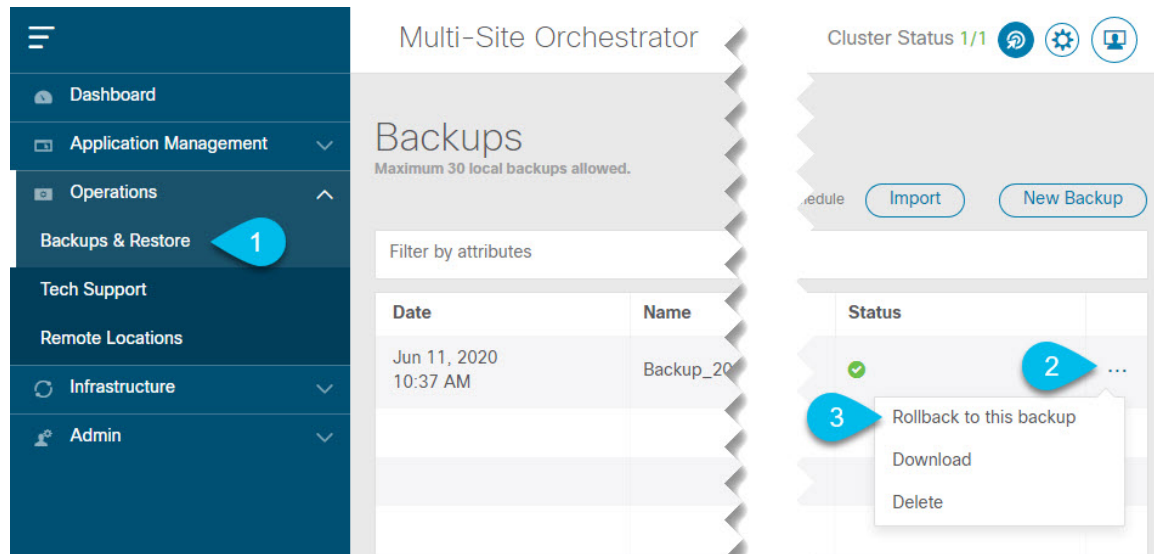 Multi-Site Orchestrator
Cluster Status 1/1
Dashboard
Application Management
Operations
Backups & Restore
1
Tech Support
Remote Locations
Infrastructure
Admin
Backups
Maximum 30 local backups allowed.
Import
New Backup
Filter by attributes
Date
Name
Status
Jun 11, 2020
10:37 AM
Backup_20
2
...
3
Rollback to this backup
Download
Delete